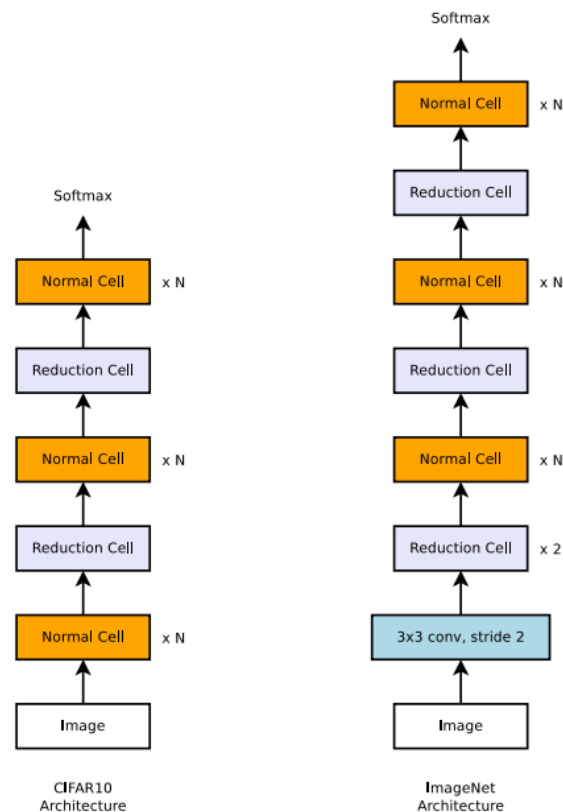 Softmax
Normal Cell x N
Reduction Cell
Normal Cell x N
Reduction Cell
Normal Cell x N
Image
CIFAR10
Architecture
Softmax
Normal Cell x N
Reduction Cell
Normal Cell x N
Reduction Cell
Normal Cell x N
Reduction Cell x 2
3x3 conv, stride 2
Image
ImageNet
Architecture